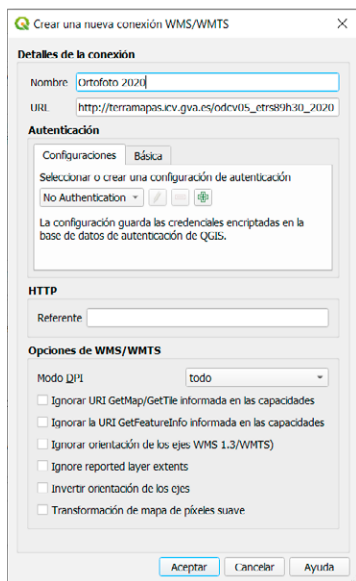 Crear una nueva conexión WMS/WMTS
Detalles de la conexión
Nombre Ortofoto 2020
URL http://terramapas.icv.gva.es/odcv05_etrs89h30_2020
Autenticación
Configuraciones Básica
Seleccionar o crear una configuración de autenticación
No Authentication
La configuración guarda las credenciales encriptadas en la
base de datos de autenticación de QGIS.
HTTP
Referente
Opciones de WMS/WMTS
Modo DPI todo
Ignorar URI GetMap/GetTile informada en las capacidades
Ignorar la URI GetFeatureInfo informada en las capacidades
Ignorar orientación de los ejes WMS 1.3/WMTS)
Ignore reported layer extents
Invertir orientación de los ejes
Transformación de mapa de píxeles suave
Aceptar Cancelar Ayuda